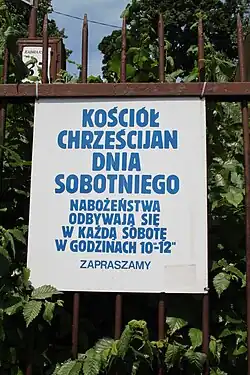 KOŚCIÓŁ
CHRZEŚCIJAN
DNIA
SOBOTNIEGO
NABOŻEŃSTWA
ODBYWAJĄ SIĘ
W KAŻDĄ SOBOTĘ
W GODZINACH 10-12°°
ZAPRASZAMY